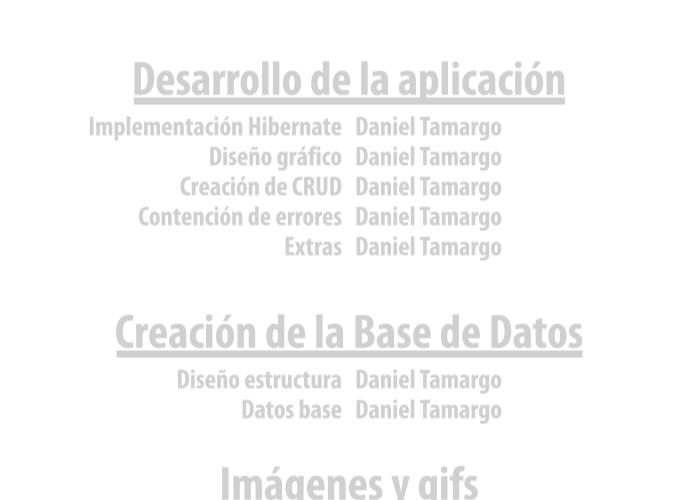 Desarrollo de la aplicación
Implementación Hibernate Daniel Tamargo
Diseño gráfico Daniel Tamargo
Creación de CRUD Daniel Tamargo
Contención de errores Daniel Tamargo
Extras Daniel Tamargo
Creación de la Base de Datos
Diseño estructura Daniel Tamargo
Datos base Daniel Tamargo
Imágenes y gifs